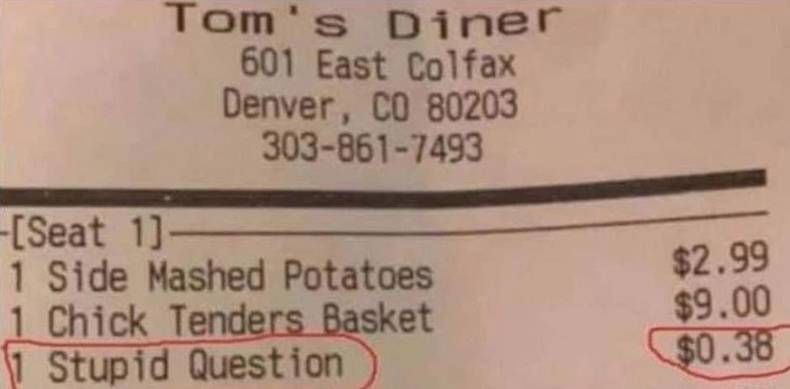 Tom's Diner
601 East Colfax
Denver, CO 80203
303-861-7493
-[Seat 1]-
1 Side Mashed Potatoes $2.99
1 Chick Tenders Basket $9.00
1 Stupid Question $0.38